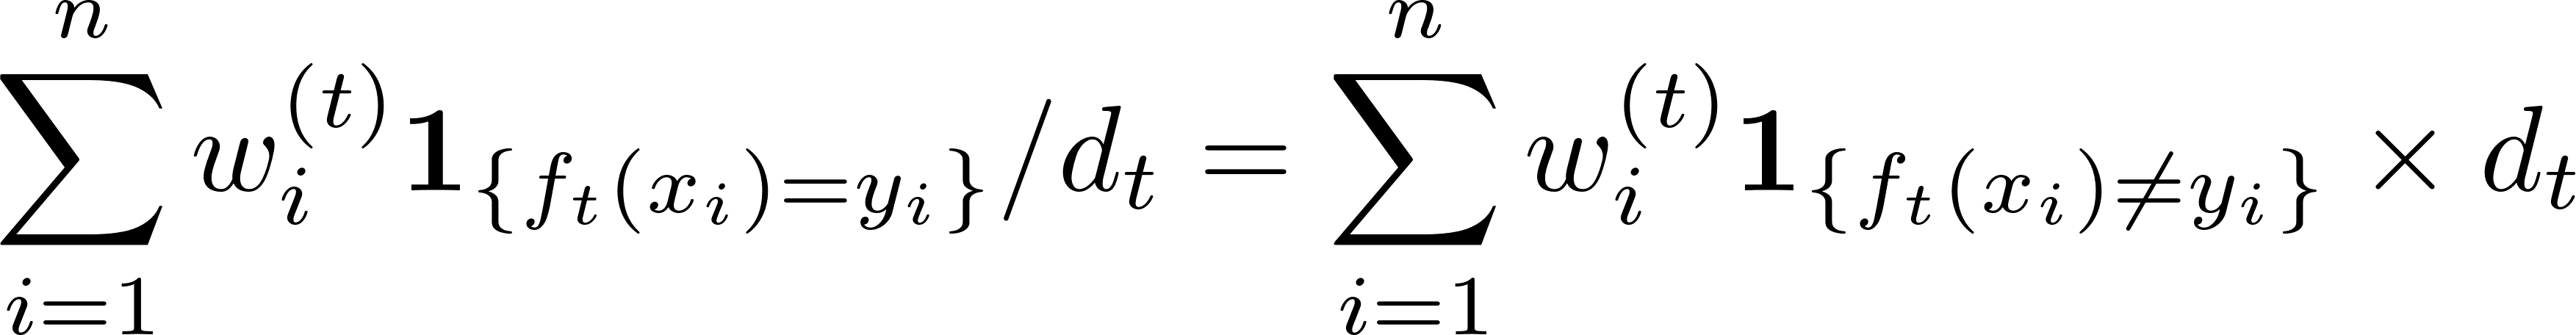 \sum_{i=1}^{n} w_i^{(t)} \mathbf{1}_{\{f_t(x_i)=y_i\}} / d_t = \sum_{i=1}^{n} w_i^{(t)} \mathbf{1}_{\{f_t(x_i) \neq y_i\}} \times d_t